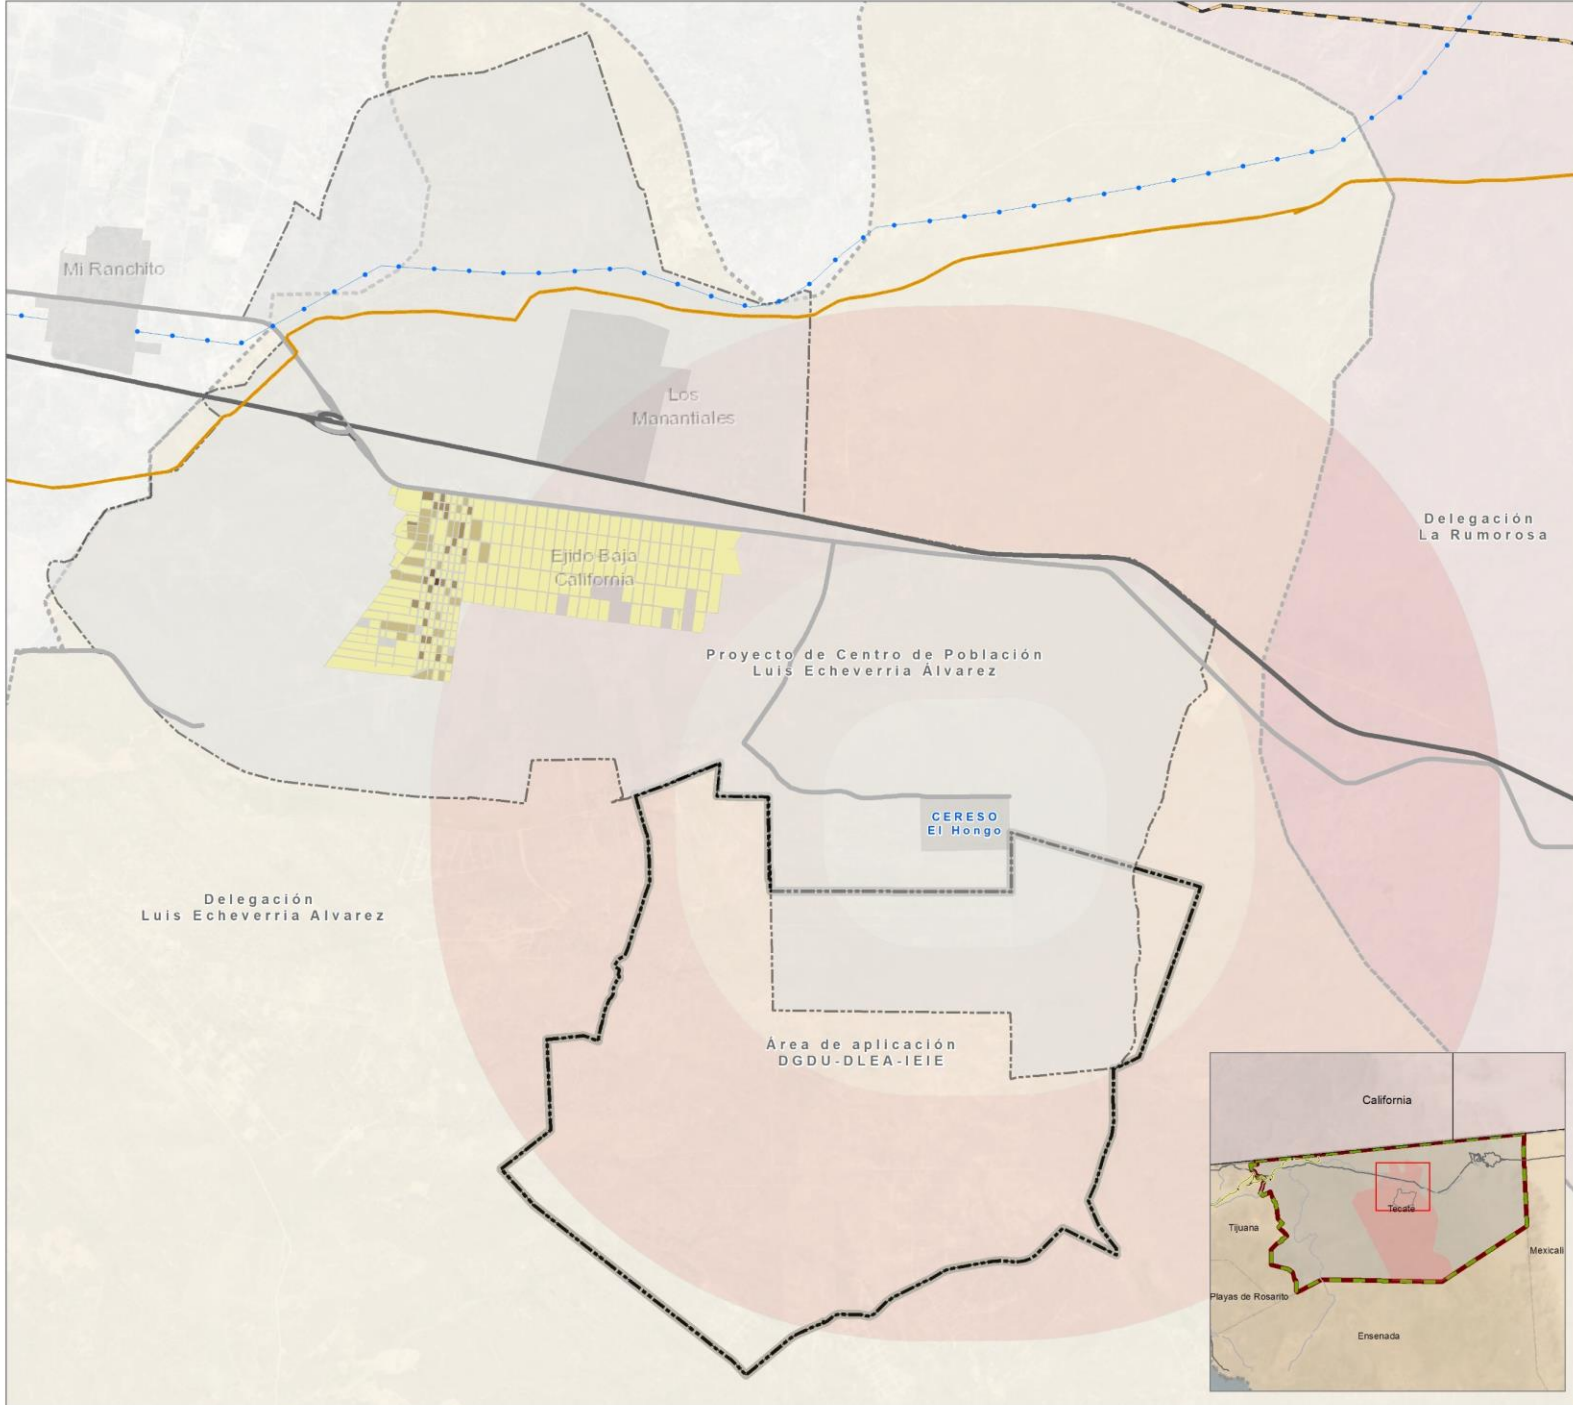 Mi Ranchito
Los
Manantiales
Delegación
La Rumorosa
Ejido Baja
California
Proyecto de Centro de Población
Luis Echeverria Álvarez
CERESO
El Hongo
Delegación
Luis Echeverria Alvarez
Área de aplicación
DGDU-DLEA-IEIE
California
Tecate
Tijuana
Mexicali
Playas de Rosarito
Ensenada